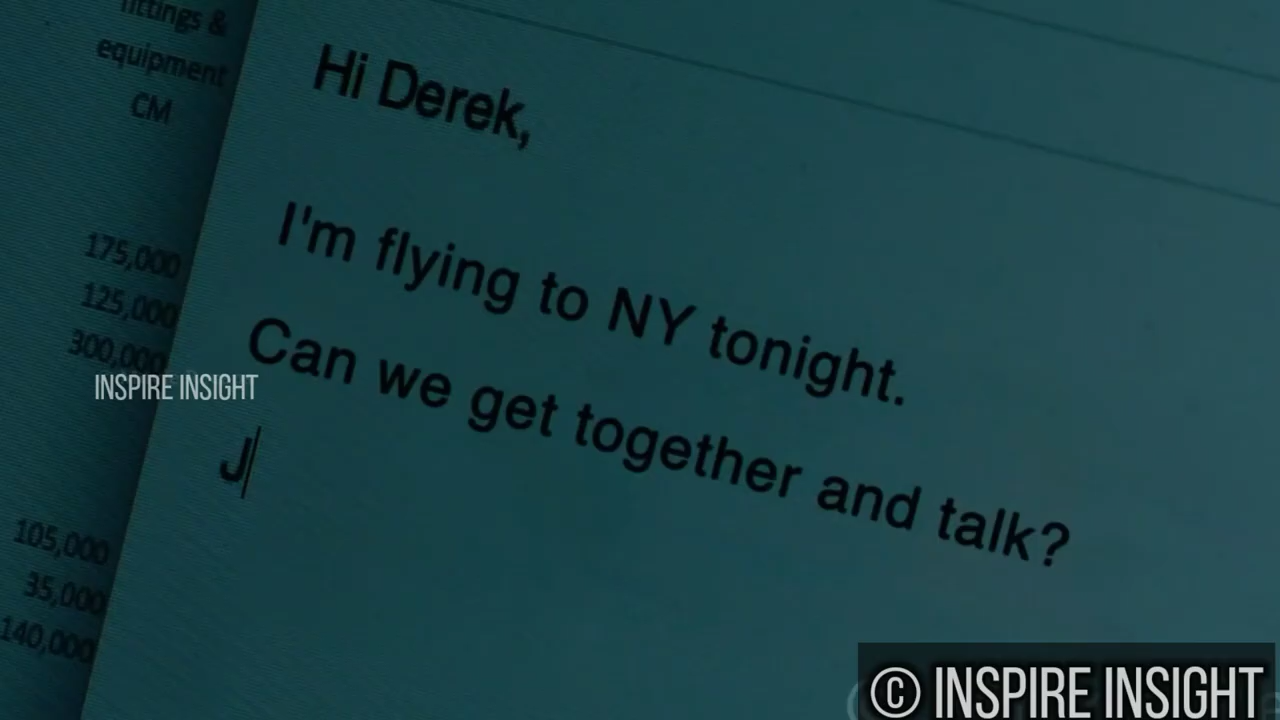 fittings &
equipment
CM
175,000
125,000
300,000
105,000
35,000
140,000
Hi Derek,
I'm flying to NY tonight.
Can we get together and talk?
J
INSPIRE INSIGHT
© INSPIRE INSIGHT